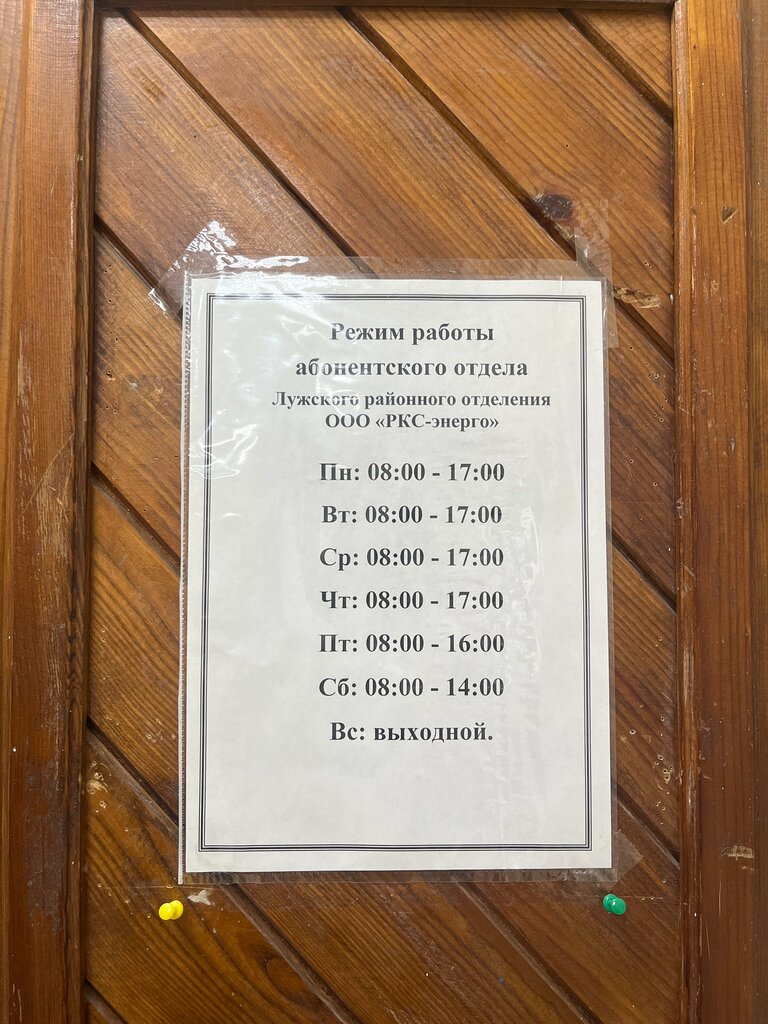 Режим работы
абонентского отдела
Лужского районного отделения
ООО «РКС-энерго»
Пн: 08:00 - 17:00
Вт: 08:00 - 17:00
Ср: 08:00 - 17:00
Чт: 08:00 - 17:00
Пт: 08:00 - 16:00
Сб: 08:00 - 14:00
Вс: выходной.